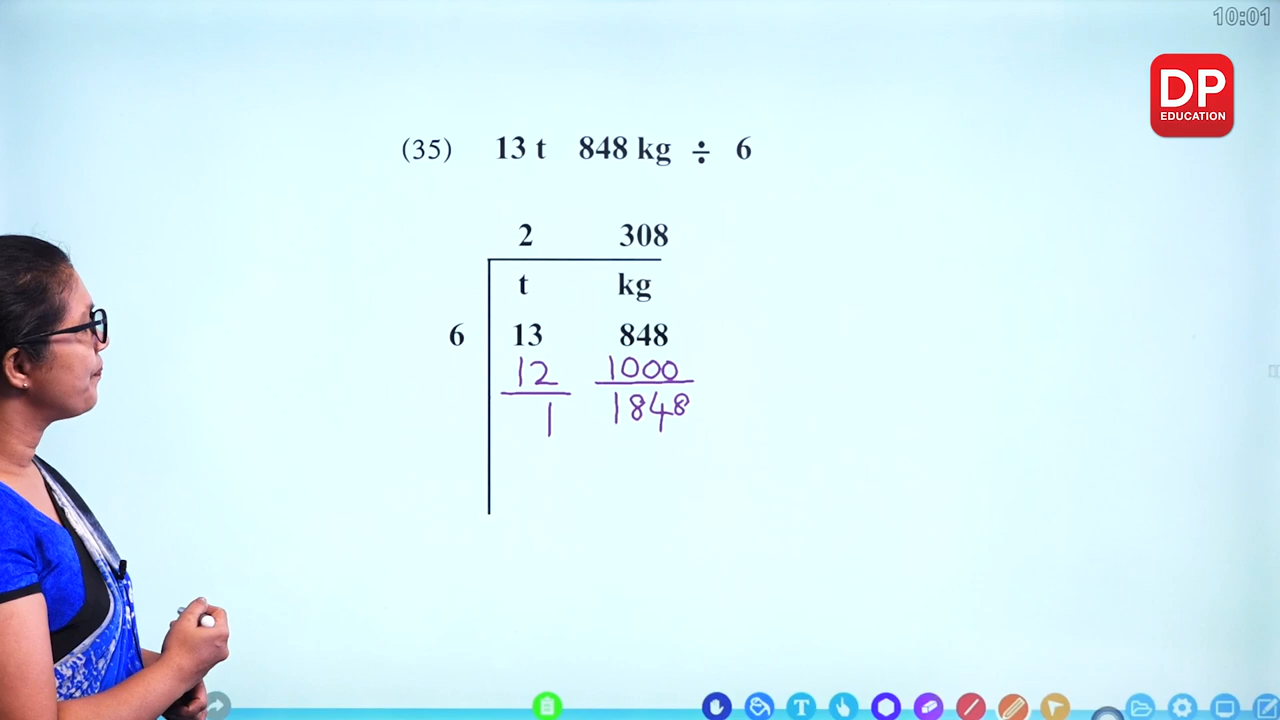 10:01
DP
EDUCATION
(35) 13 t 848 kg ÷ 6
2 308
t kg
6 13 848
12 1000
1 1848